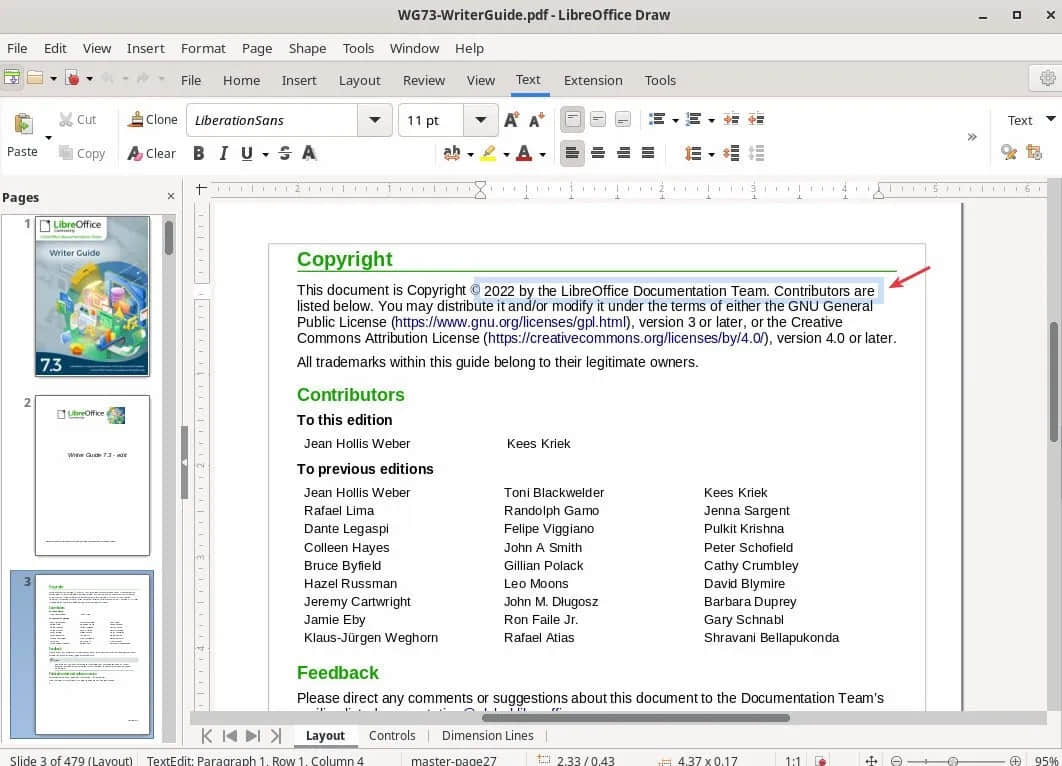 WG73-WriterGuide.pdf - LibreOffice Draw
File Edit View Insert Format Page Shape Tools Window Help
File Home Insert Layout Review View Text Extension Tools
Paste Cut Copy Clone Clear LiberationSans 11 pt Text
Pages
1
LibreOffice
Writer Guide
7.3
2
LibreOffice
Writer Guide 7.3 - edit
3
Copyright
This document is Copyright © 2022 by the LibreOffice Documentation Team. Contributors are
listed below. You may distribute it and/or modify it under the terms of either the GNU General
Public License (https://www.gnu.org/licenses/gpl.html), version 3 or later, or the Creative
Commons Attribution License (https://creativecommons.org/licenses/by/4.0/), version 4.0 or later.
All trademarks within this guide belong to their legitimate owners.
Contributors
To this edition
Jean Hollis Weber Kees Kriek
To previous editions
Jean Hollis Weber Toni Blackwelder Kees Kriek
Rafael Lima Randolph Gamo Jenna Sargent
Dante Legaspi Felipe Viggiano Pulkit Krishna
Colleen Hayes John A Smith Peter Schofield
Bruce Byfield Gillian Polack Cathy Crumbley
Hazel Russman Leo Moons David Blymire
Jeremy Cartwright John M. Długosz Barbara Duprey
Jamie Eby Ron Faile Jr. Gary Schnabl
Klaus-Jürgen Weghorn Rafael Atias Shravani Bellapukonda
Feedback
Please direct any comments or suggestions about this document to the Documentation Team's
Layout Controls Dimension Lines
Slide 3 of 479 (Layout) TextEdit: Paragraph 1, Row 1, Column 4 master-page27 2.33 / 0.43 4.37 x 0.17 1:1 95%